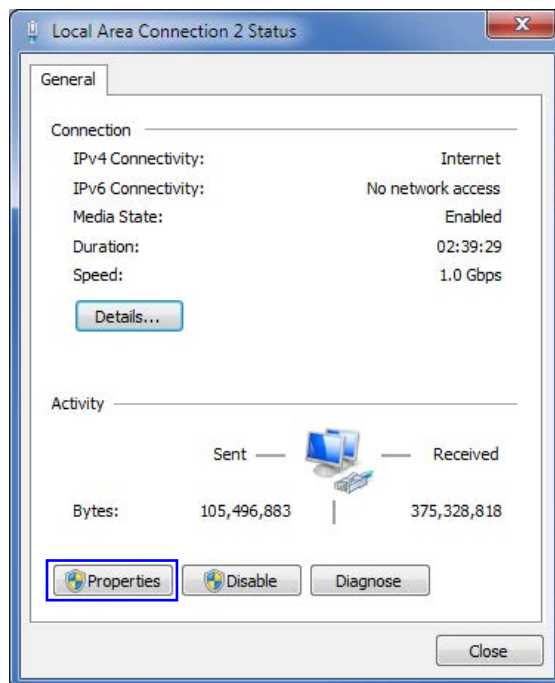 Local Area Connection 2 Status
General
Connection
IPv4 Connectivity: Internet
IPv6 Connectivity: No network access
Media State: Enabled
Duration: 02:39:29
Speed: 1.0 Gbps
Details...
Activity
Sent Received
Bytes: 105,496,883 375,328,818
Properties Disable Diagnose
Close